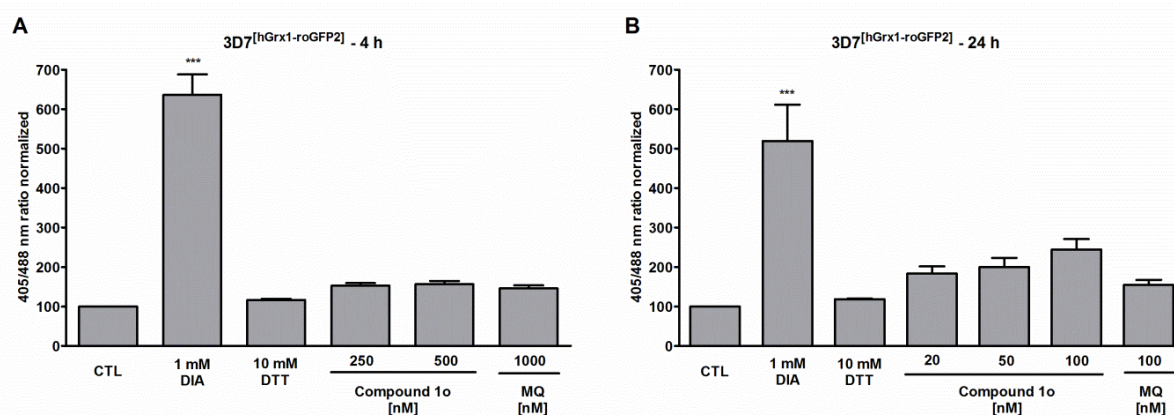 A
3D7[hGrx1-roGFP2] - 4 h
405/488 nm ratio normalized
700
600
500
400
300
200
100
0
***
CTL
1 mM
DIA
10 mM
DTT
250
500
1000
Compound 1o
[nM]
MQ
[nM]
B
3D7[hGrx1-roGFP2] - 24 h
405/488 nm ratio normalized
700
600
500
400
300
200
100
0
***
CTL
1 mM
DIA
10 mM
DTT
20
50
100
100
Compound 1o
[nM]
MQ
[nM]